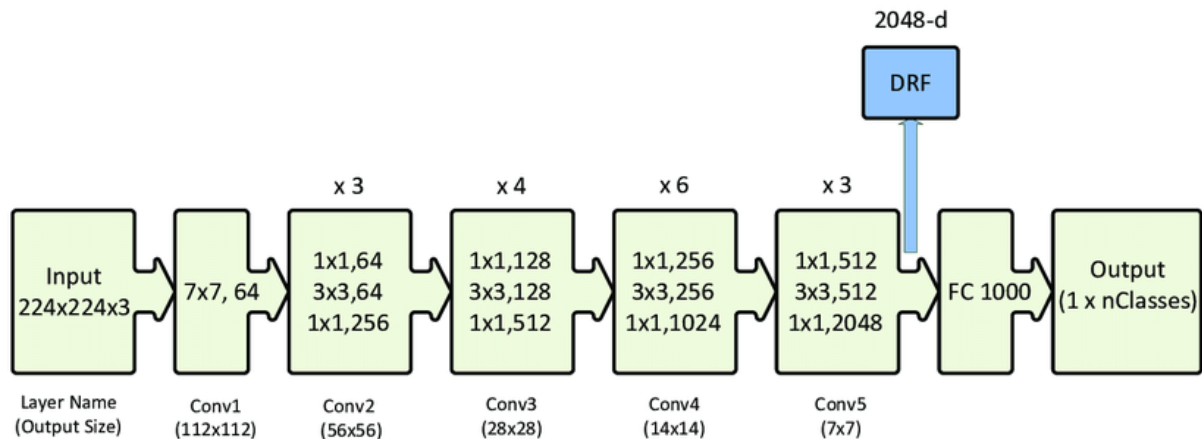 2048-d
DRF
x 3
x 4
x 6
x 3
Input
224x224x3
7x7, 64
1x1,64
3x3,64
1x1,256
1x1,128
3x3,128
1x1,512
1x1,256
3x3,256
1x1,1024
1x1,512
3x3,512
1x1,2048
FC 1000
Output
(1 x nClasses)
Layer Name
(Output Size)
Conv1
(112x112)
Conv2
(56x56)
Conv3
(28x28)
Conv4
(14x14)
Conv5
(7x7)